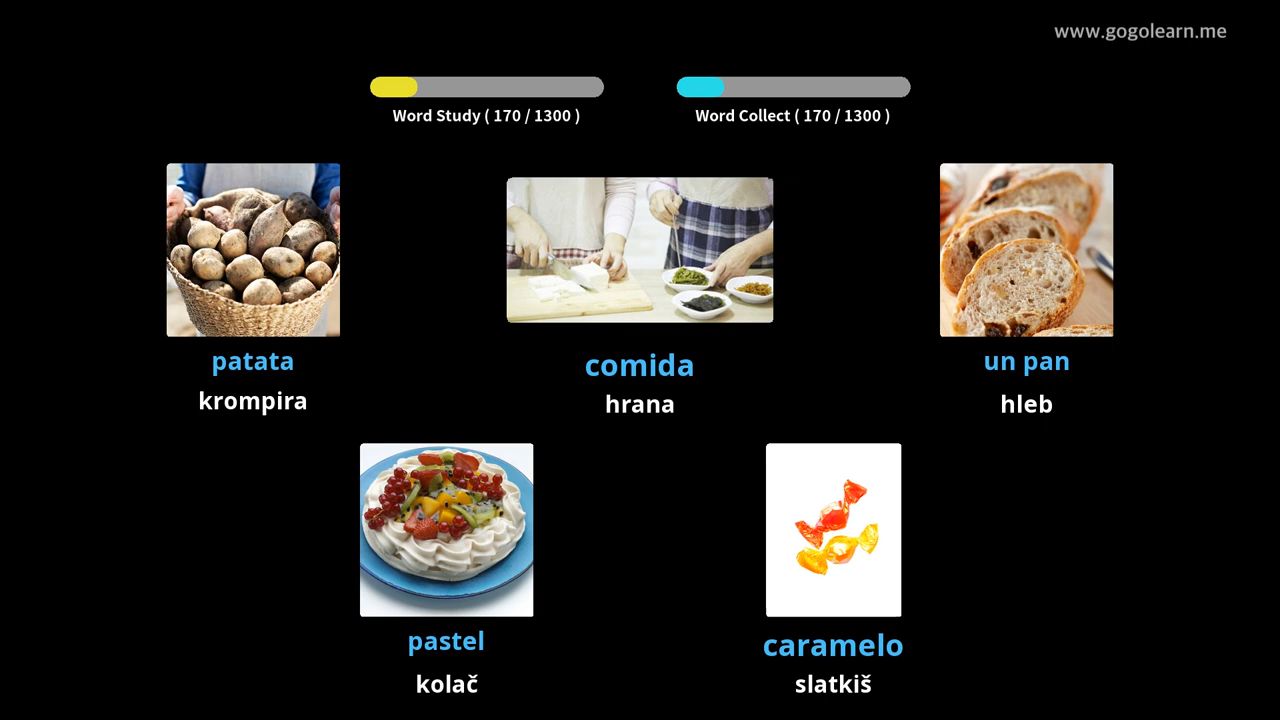 www.gogolearn.me
Word Study ( 170 / 1300 )
Word Collect ( 170 / 1300 )
patata
krompira
comida
hrana
un pan
hleb
pastel
kolač
caramelo
slatkiš